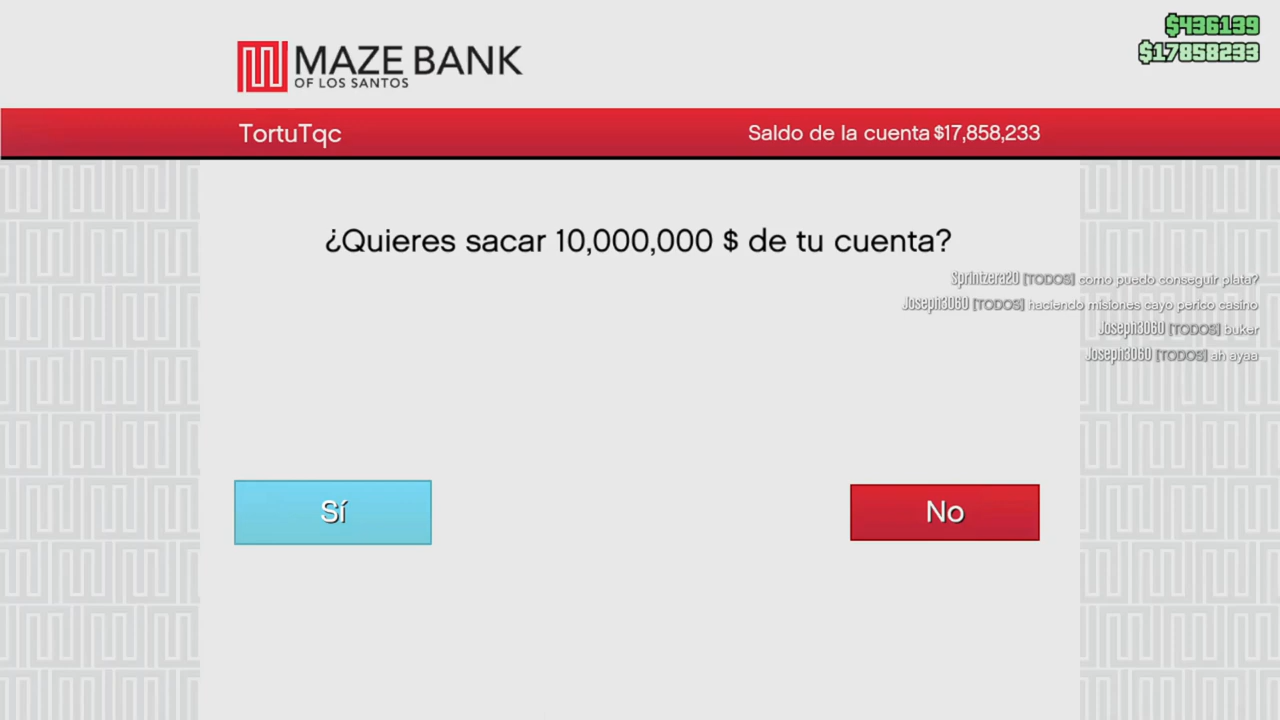 $436139
$17858233
MAZE BANK
OF LOS SANTOS
TortuTqc
Saldo de la cuenta $17,858,233
¿Quieres sacar 10,000,000 $ de tu cuenta?
Sprintzera20 [TODOS] como puedo conseguir plata?
Joseph3060 [TODOS] haciendo misiones cayo perico casino
Joseph3060 [TODOS] buker
Joseph3060 [TODOS] ah ayaa
Sí
No